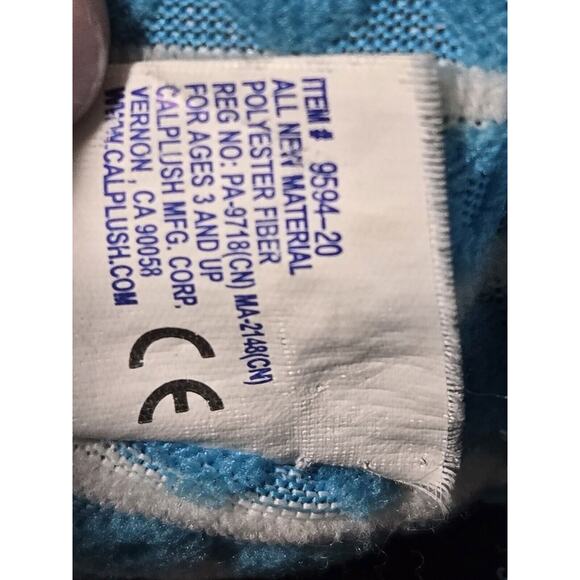 ITEM # 9594-20
ALL NEW MATERIAL
POLYESTER FIBER
REG NO: PA-9718(CN) MA-2148(CN)
FOR AGES 3 AND UP
CALPLUSH MFG. CORP.
VERNON, CA 90058
WWW.CALPLUSH.COM
CE